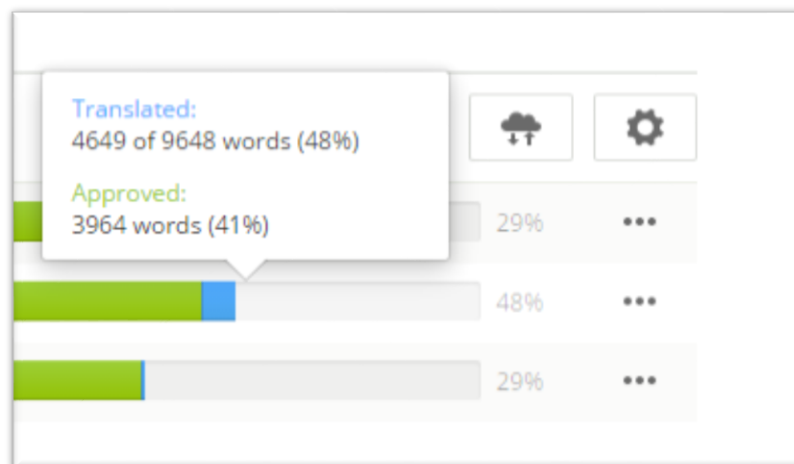 Translated:
4649 of 9648 words (48%)
Approved:
3964 words (41%)
29%
48%
29%